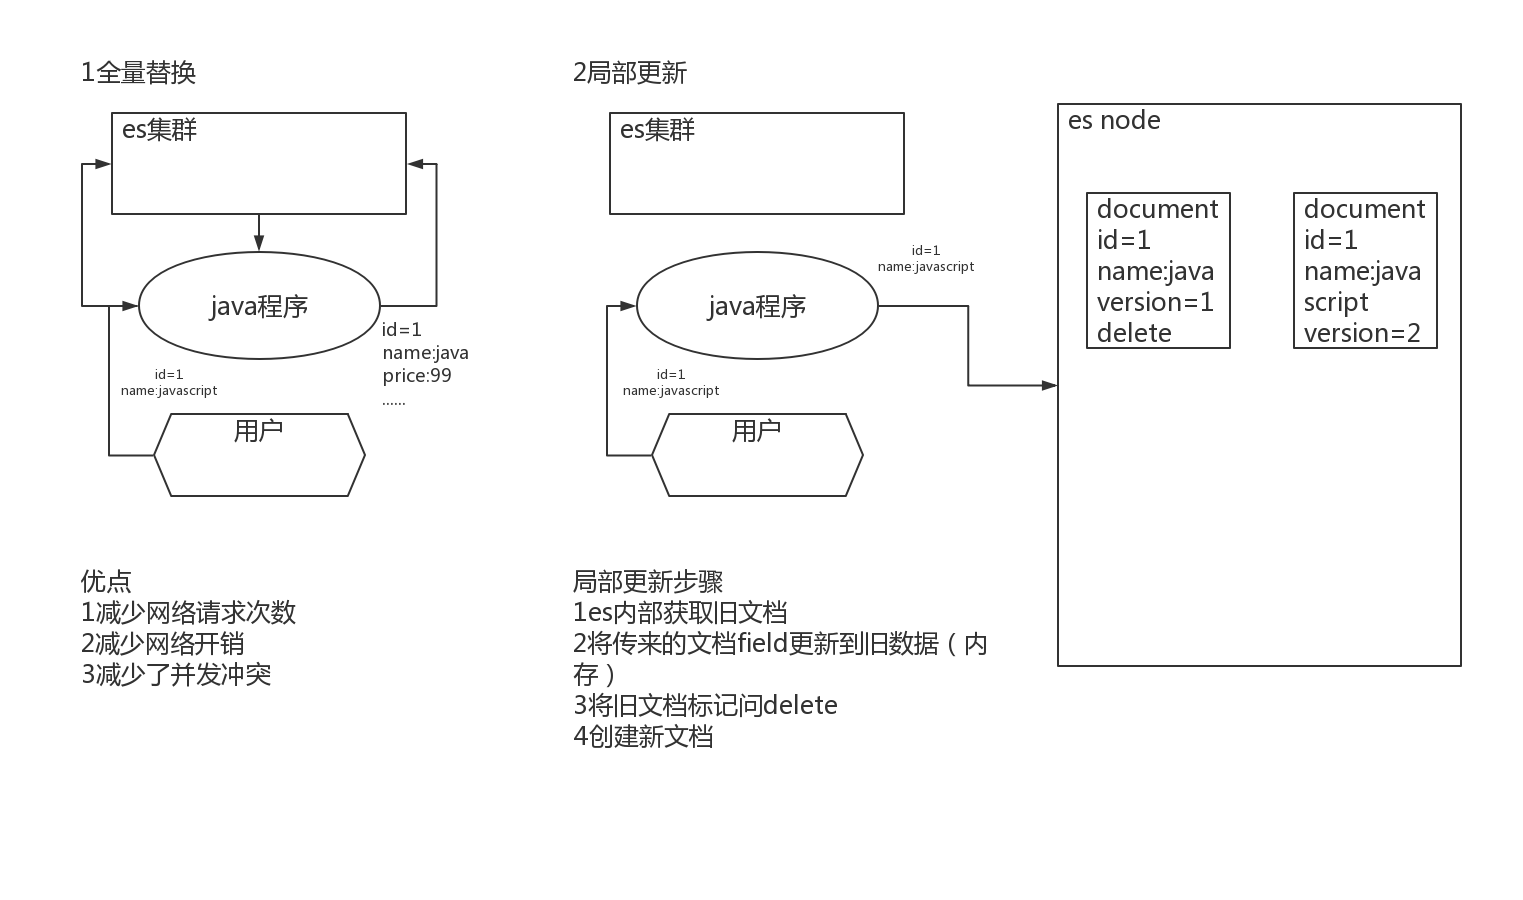 1全量替换
es集群
java程序
id=1
name:java
price:99
......
id=1
name:javascript
用户
优点
1减少网络请求次数
2减少网络开销
3减少了并发冲突
2局部更新
es集群
id=1
name:javascript
java程序
id=1
name:javascript
用户
局部更新步骤
1es内部获取旧文档
2将传来的文档field更新到旧数据（内
存）
3将旧文档标记问delete
4创建新文档
es node
document
id=1
name:java
version=1
delete
document
id=1
name:java
script
version=2